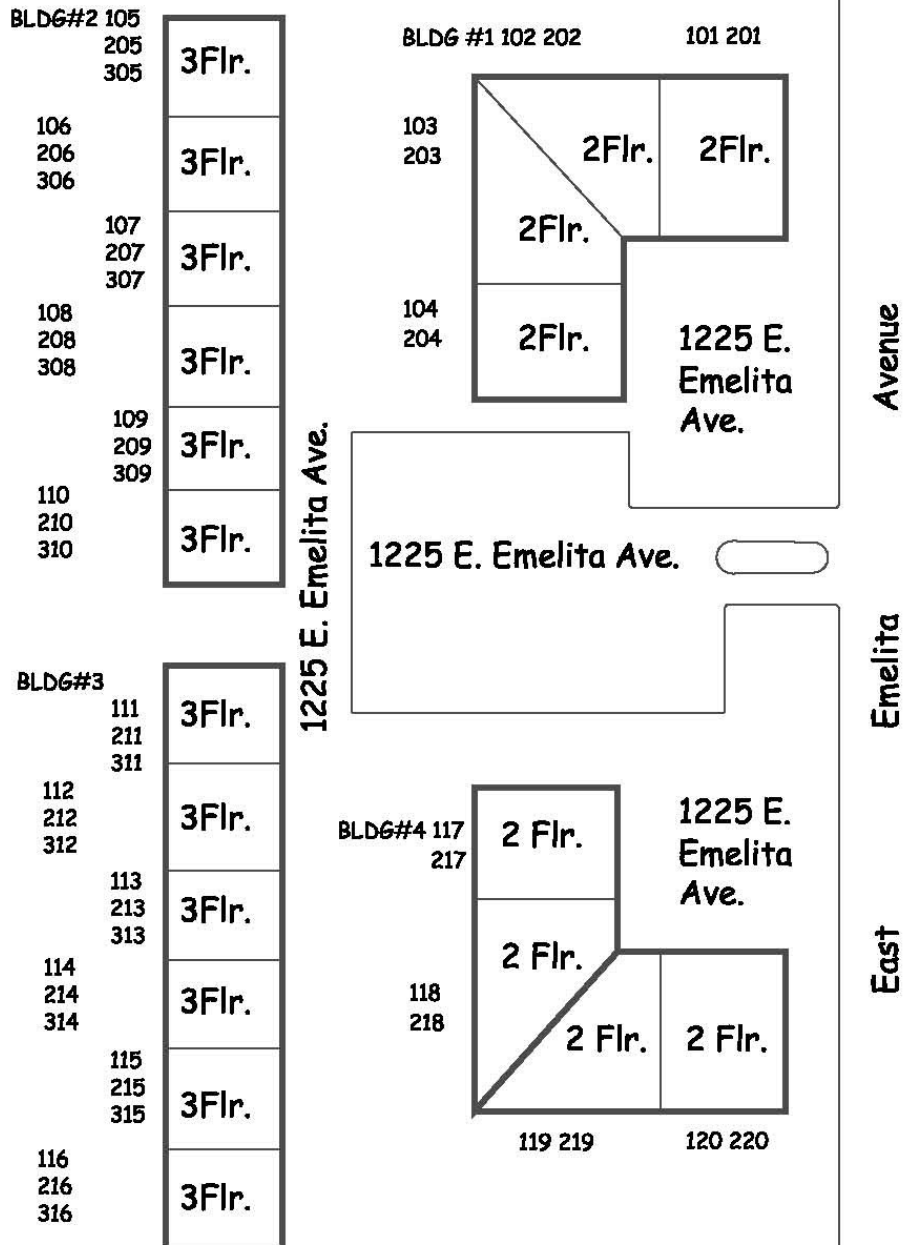 BLDG#2 105
205
305
3Flr.
106
206
306
3Flr.
107
207
307
3Flr.
108
208
308
3Flr.
109
209
309
3Flr.
110
210
310
3Flr.
BLDG #1 102 202
101 201
103
203
2Flr.
2Flr.
2Flr.
104
204
2Flr.
1225 E.
Emelita
Ave.
1225 E. Emelita Ave.
1225 E. Emelita Ave.
Avenue
Emelita
East
BLDG#3
111
211
311
3Flr.
112
212
312
3Flr.
113
213
313
3Flr.
114
214
314
3Flr.
115
215
315
3Flr.
116
216
316
3Flr.
BLDG#4 117
217
2 Flr.
1225 E.
Emelita
Ave.
118
218
2 Flr.
2 Flr.
2 Flr.
119 219
120 220